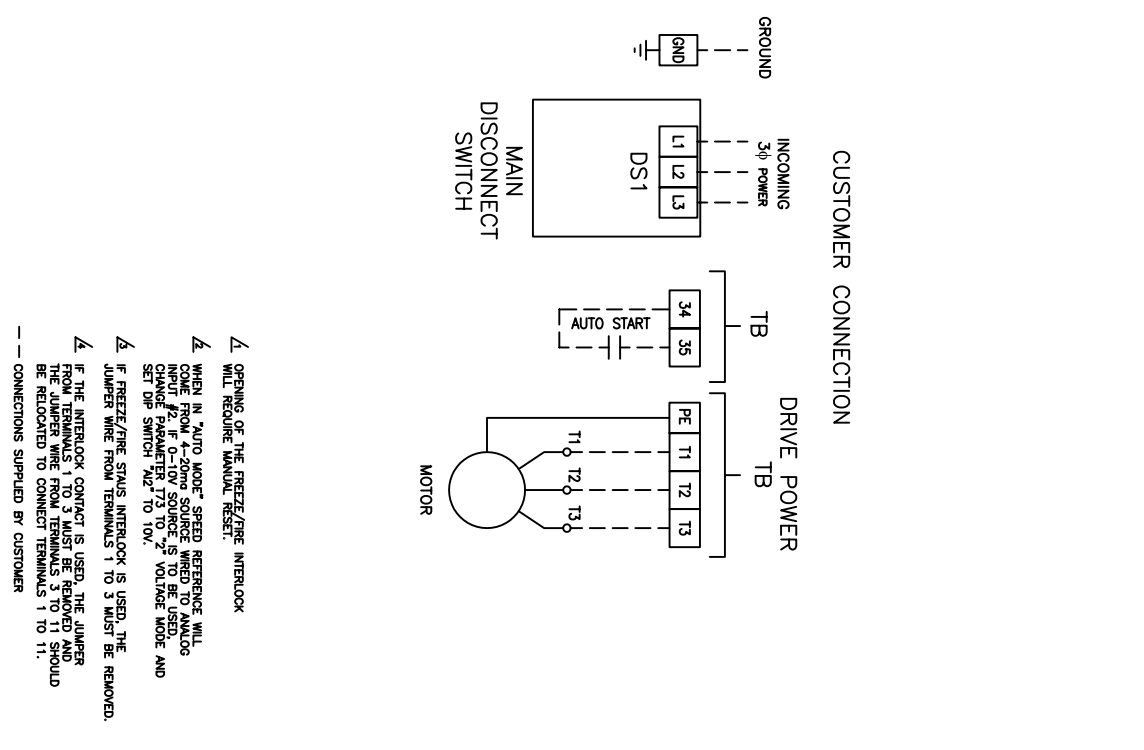 CUSTOMER CONNECTION
GROUND
GND
INCOMING
3ϕ POWER
L1 L2 L3
DS1
MAIN
DISCONNECT
SWITCH
TB
34 35
AUTO START
DRIVE POWER
TB
PE T1 T2 T3
T1 T2 T3
MOTOR
1 OPENING OF THE FREEZE/FIRE INTERLOCK
WILL REQUIRE MANUAL RESET.
2 WHEN IN "AUTO MODE" SPEED REFERENCE WILL
COME FROM 4-20ma SOURCE WIRED TO ANALOG
INPUT #2. IF 0-10V SOURCE IS TO BE USED,
CHANGE PARAMETER T73 TO "2" VOLTAGE MODE AND
SET DIP SWITCH "AI2" TO 10V.
3 IF FREEZE/FIRE STAUS INTERLOCK IS USED, THE
JUMPER WIRE FROM TERMINALS 1 TO 3 MUST BE REMOVED.
4 IF THE INTERLOCK CONTACT IS USED, THE JUMPER
FROM TERMINALS 1 TO 3 MUST BE REMOVED AND
THE JUMPER WIRE FROM TERMINALS 3 TO 11 SHOULD
BE RELOCATED TO CONNECT TERMINALS 1 TO 11.
— — CONNECTIONS SUPPLIED BY CUSTOMER